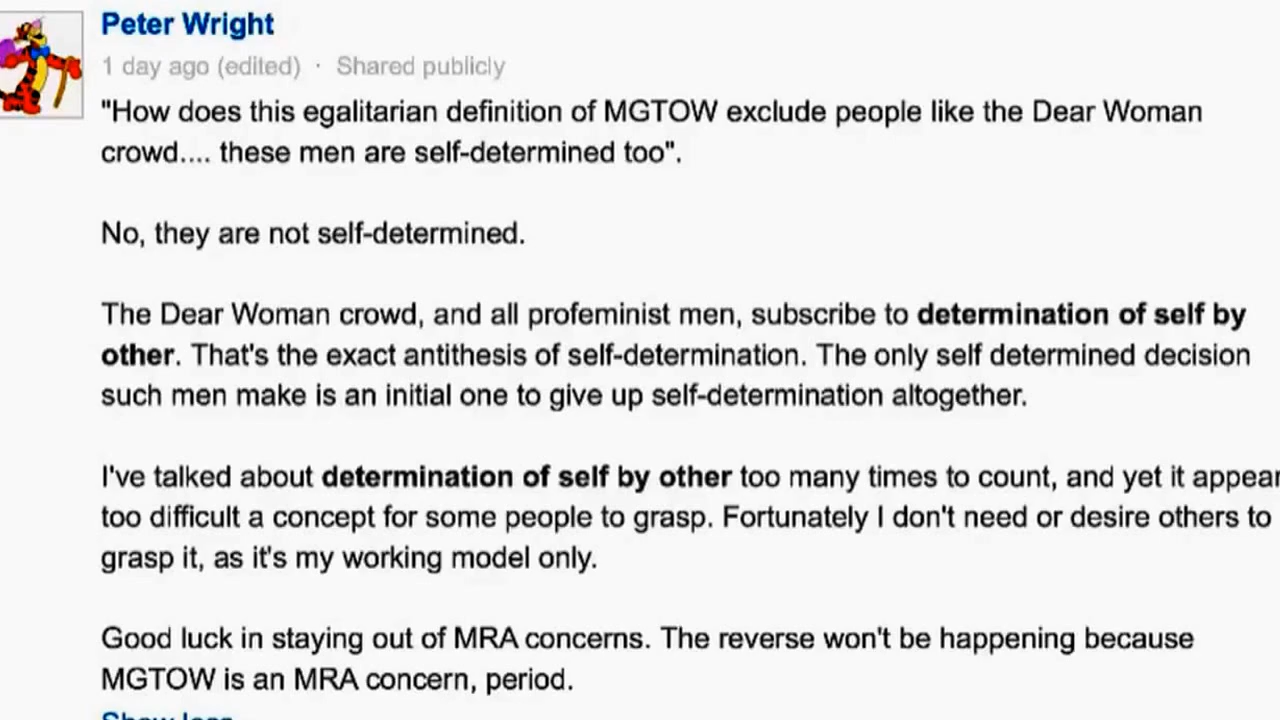 Peter Wright
1 day ago (edited) · Shared publicly
"How does this egalitarian definition of MGTOW exclude people like the Dear Woman
crowd.... these men are self-determined too".
No, they are not self-determined.
The Dear Woman crowd, and all profeminist men, subscribe to determination of self by
other. That's the exact antithesis of self-determination. The only self determined decision
such men make is an initial one to give up self-determination altogether.
I've talked about determination of self by other too many times to count, and yet it appear
too difficult a concept for some people to grasp. Fortunately I don't need or desire others to
grasp it, as it's my working model only.
Good luck in staying out of MRA concerns. The reverse won't be happening because
MGTOW is an MRA concern, period.
Show less